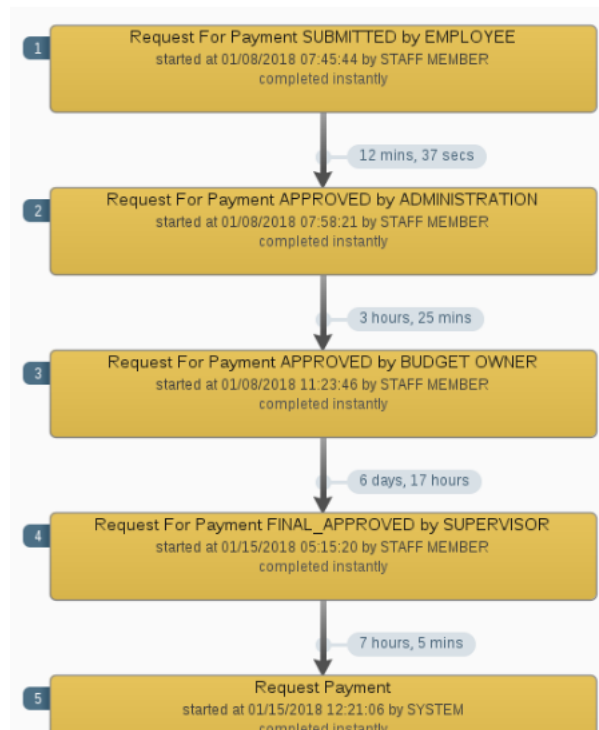 1
Request For Payment SUBMITTED by EMPLOYEE
started at 01/08/2018 07:45:44 by STAFF MEMBER
completed instantly
12 mins, 37 secs
2
Request For Payment APPROVED by ADMINISTRATION
started at 01/08/2018 07:58:21 by STAFF MEMBER
completed instantly
3 hours, 25 mins
3
Request For Payment APPROVED by BUDGET OWNER
started at 01/08/2018 11:23:46 by STAFF MEMBER
completed instantly
6 days, 17 hours
4
Request For Payment FINAL_APPROVED by SUPERVISOR
started at 01/15/2018 05:15:20 by STAFF MEMBER
completed instantly
7 hours, 5 mins
5
Request Payment
started at 01/15/2018 12:21:06 by SYSTEM
completed instantly